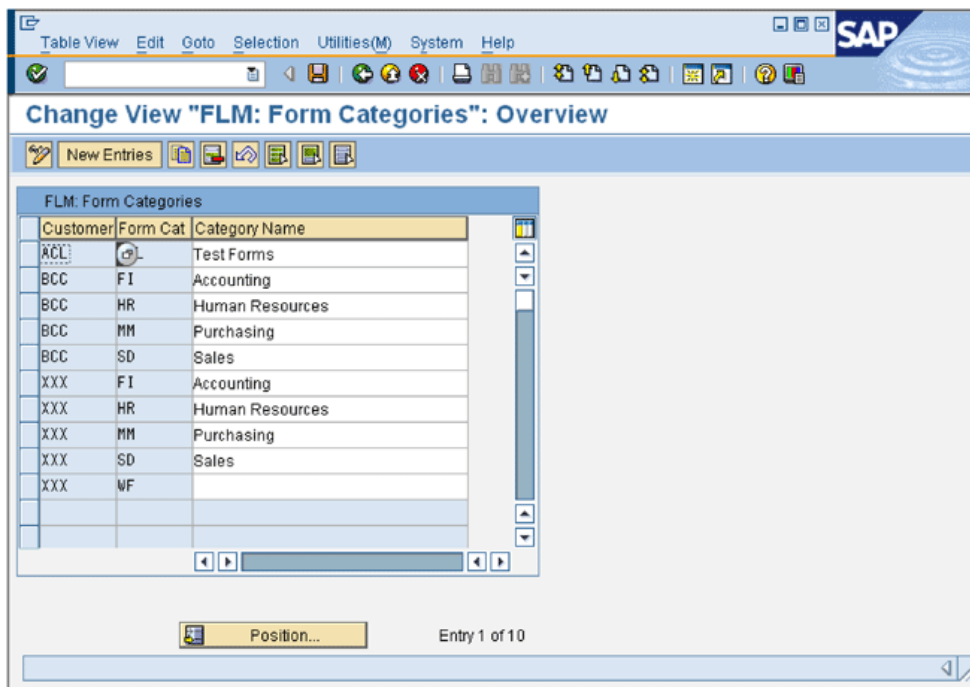 Table View Edit Goto Selection Utilities(M) System Help
SAP
Change View "FLM: Form Categories": Overview
New Entries
FLM: Form Categories
Customer Form Cat Category Name
ACL Test Forms
BCC FI Accounting
BCC HR Human Resources
BCC MM Purchasing
BCC SD Sales
XXX FI Accounting
XXX HR Human Resources
XXX MM Purchasing
XXX SD Sales
XXX WF
Position... Entry 1 of 10